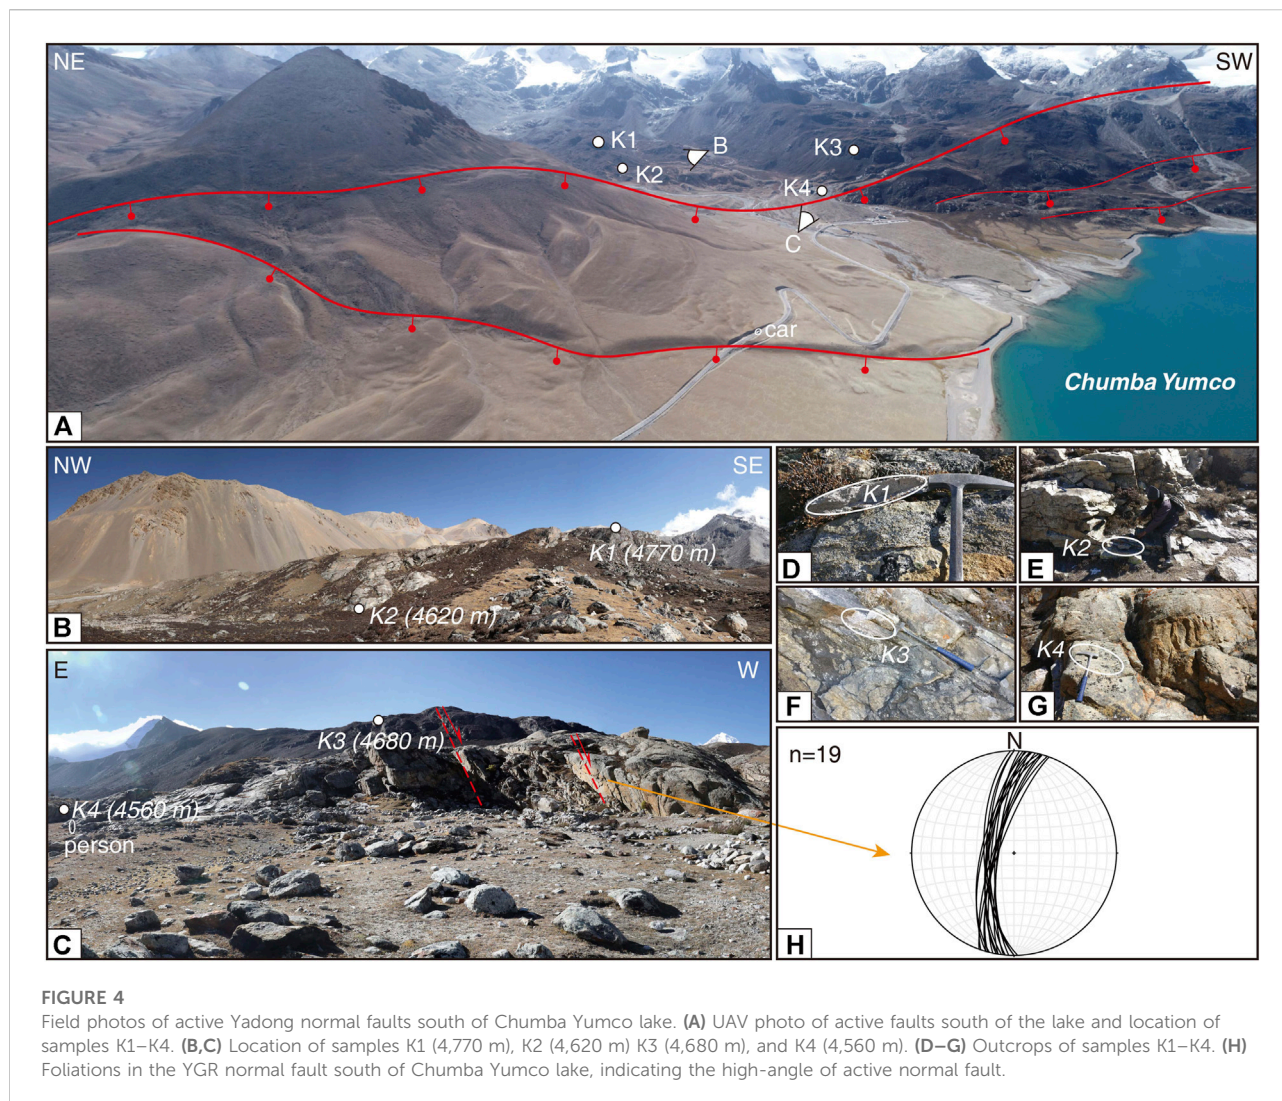 NE
SW
K1
B
K2
K3
K4
C
car
Chumba Yumco
A
NW
SE
K1 (4770 m)
K2 (4620 m)
B
K1
D
K2
E
K3
F
K4
G
E
W
K3 (4680 m)
K4 (4560 m)
person
C
n=19
N
H
FIGURE 4
Field photos of active Yadong normal faults south of Chumba Yumco lake. (A) UAV photo of active faults south of the lake and location of
samples K1–K4. (B,C) Location of samples K1 (4,770 m), K2 (4,620 m) K3 (4,680 m), and K4 (4,560 m). (D–G) Outcrops of samples K1–K4. (H)
Foliations in the YGR normal fault south of Chumba Yumco lake, indicating the high-angle of active normal fault.